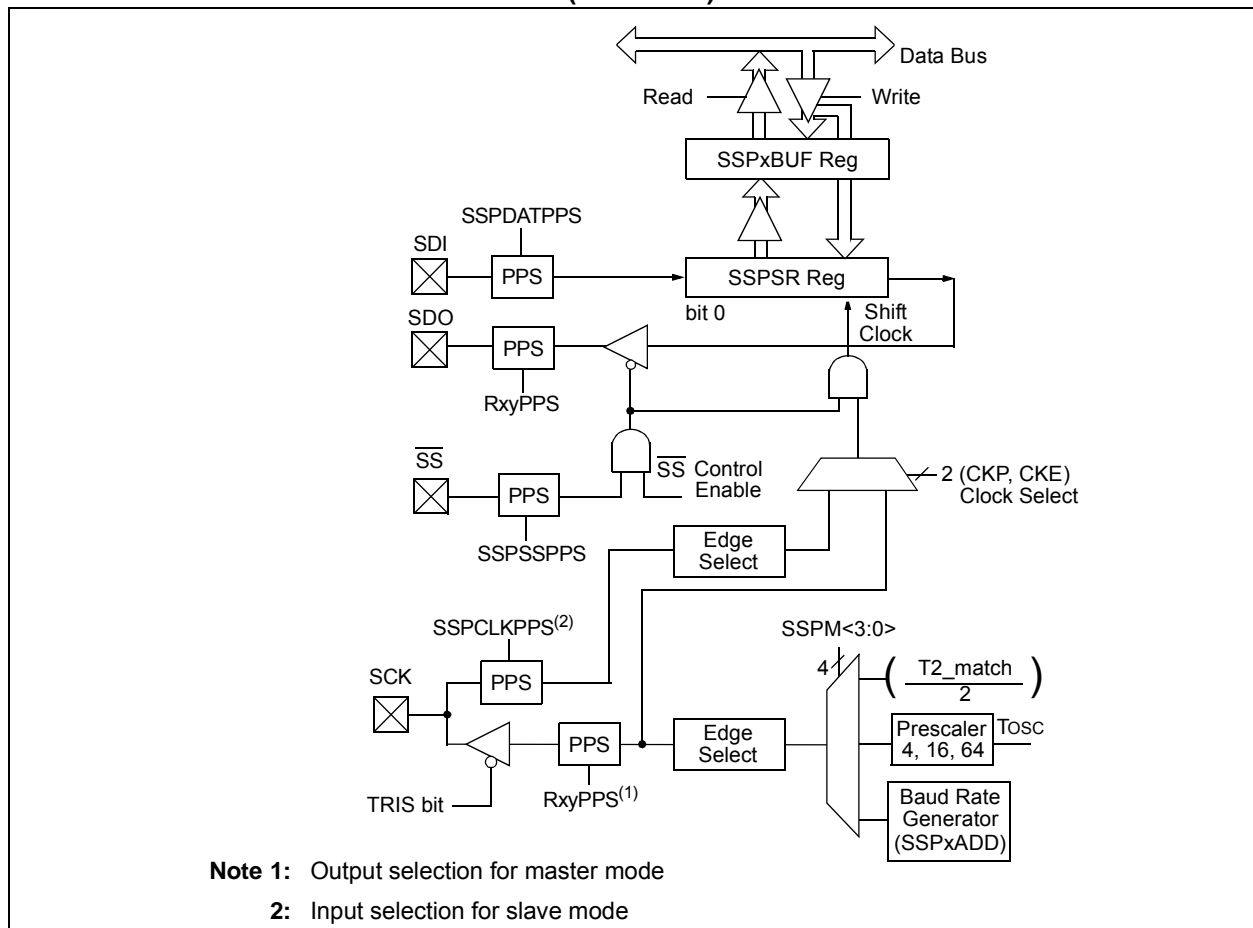 Data Bus
Read
Write
SSPxBUF Reg
SSPDATPPS
SDI
PPS
SSPSR Reg
bit 0
Shift
Clock
SDO
PPS
RxyPPS
SS
PPS
SS Control
Enable
2 (CKP, CKE)
Clock Select
SSPSSPPS
Edge
Select
SSPCLKPPS(2)
SSPM<3:0>
4
( T2_match
2 )
SCK
PPS
PPS
Edge
Select
Prescaler
4, 16, 64
TOSC
RxyPPS(1)
TRIS bit
Baud Rate
Generator
(SSPxADD)
Note 1: Output selection for master mode
2: Input selection for slave mode